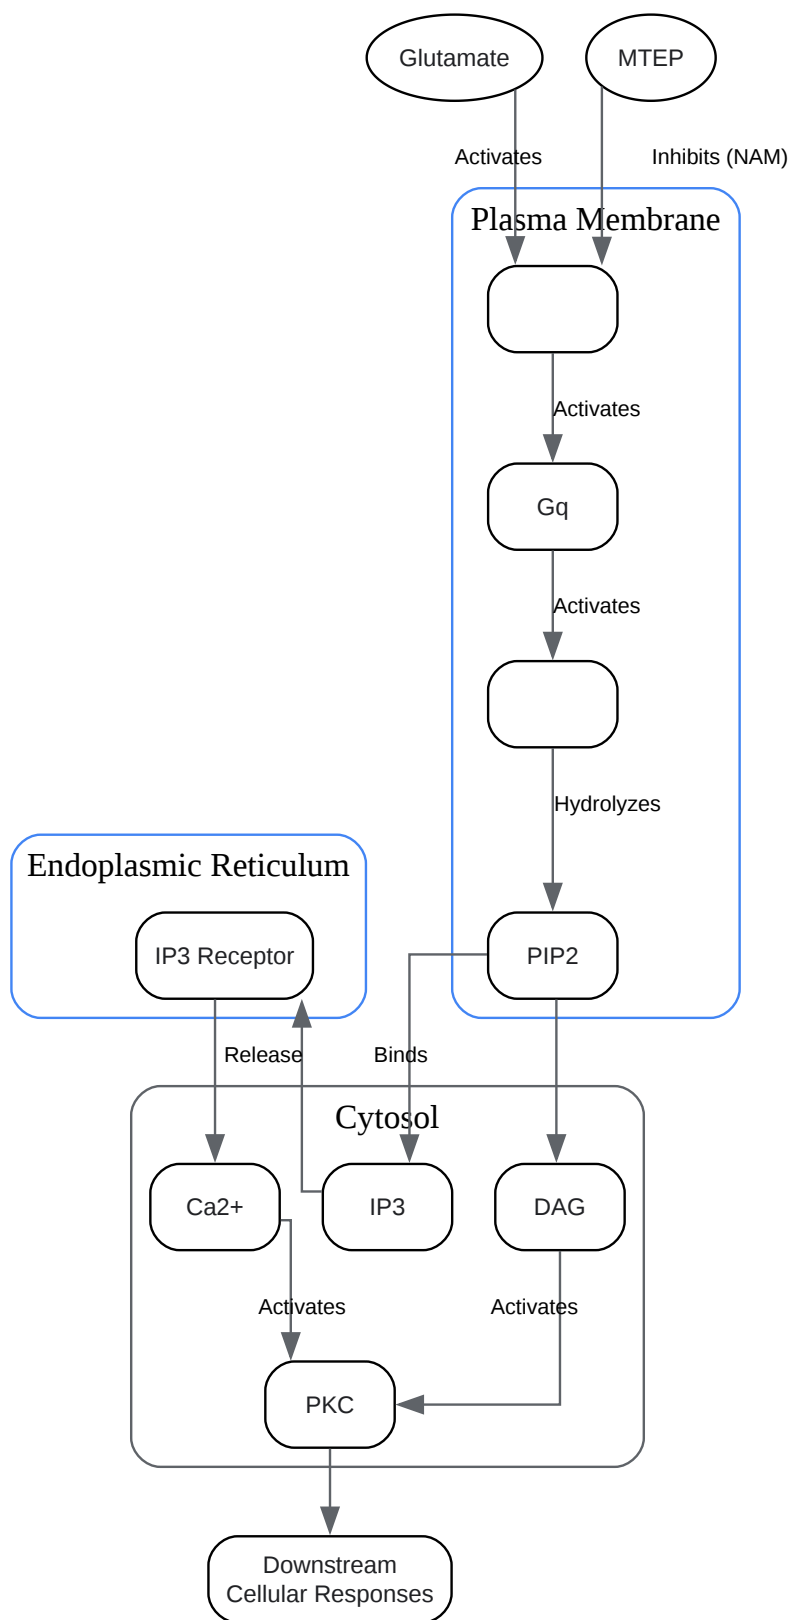 Glutamate
MTEP
Activates
Inhibits (NAM)
Plasma Membrane
Activates
Gq
Activates
Hydrolyzes
Endoplasmic Reticulum
IP3 Receptor
PIP2
Release
Binds
Cytosol
Ca2+
IP3
DAG
Activates
Activates
PKC
Downstream
Cellular Responses